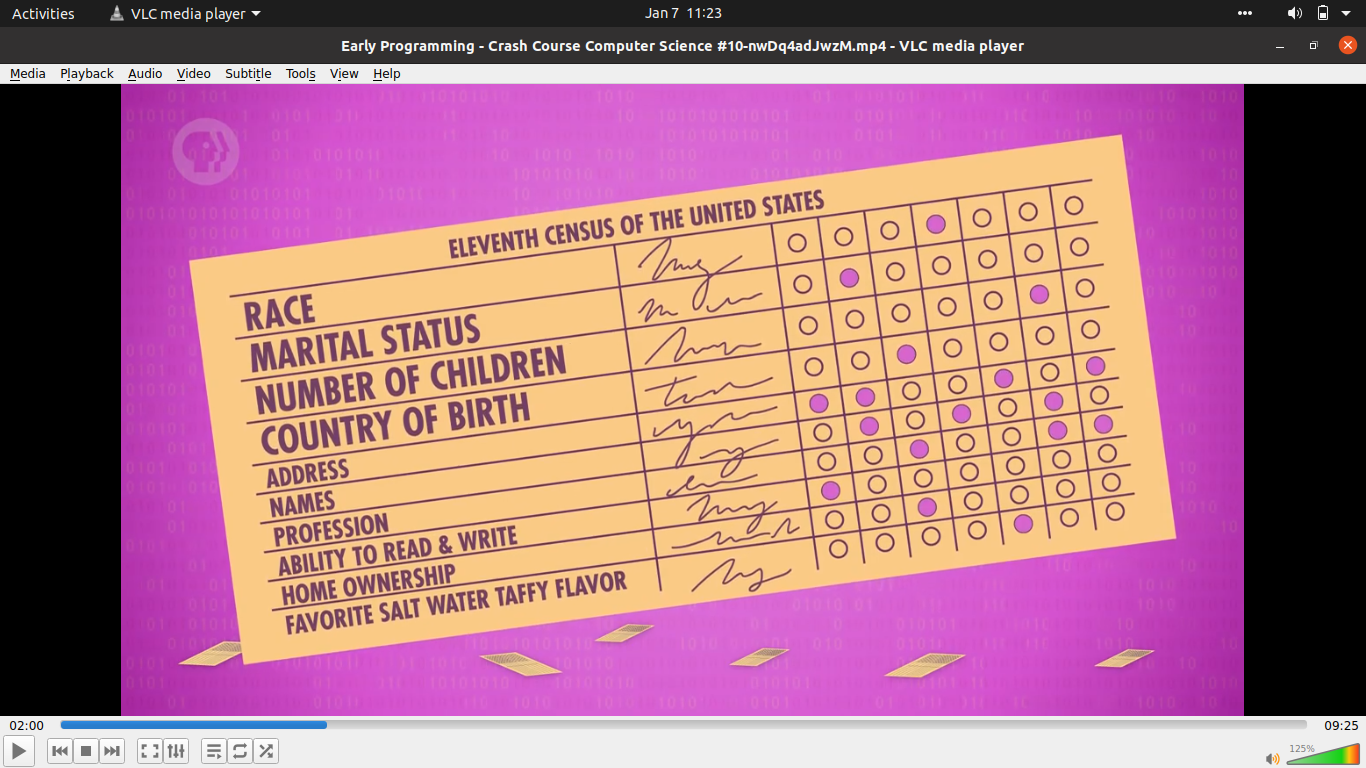 Activities VLC media player Jan 7 11:23
Early Programming - Crash Course Computer Science #10-nwDq4adJwzM.mp4 - VLC media player
Media Playback Audio Video Subtitle Tools View Help
ELEVENTH CENSUS OF THE UNITED STATES
RACE
MARITAL STATUS
NUMBER OF CHILDREN
COUNTRY OF BIRTH
ADDRESS
NAMES
PROFESSION
ABILITY TO READ & WRITE
HOME OWNERSHIP
FAVORITE SALT WATER TAFFY FLAVOR
02:00 09:25
125%